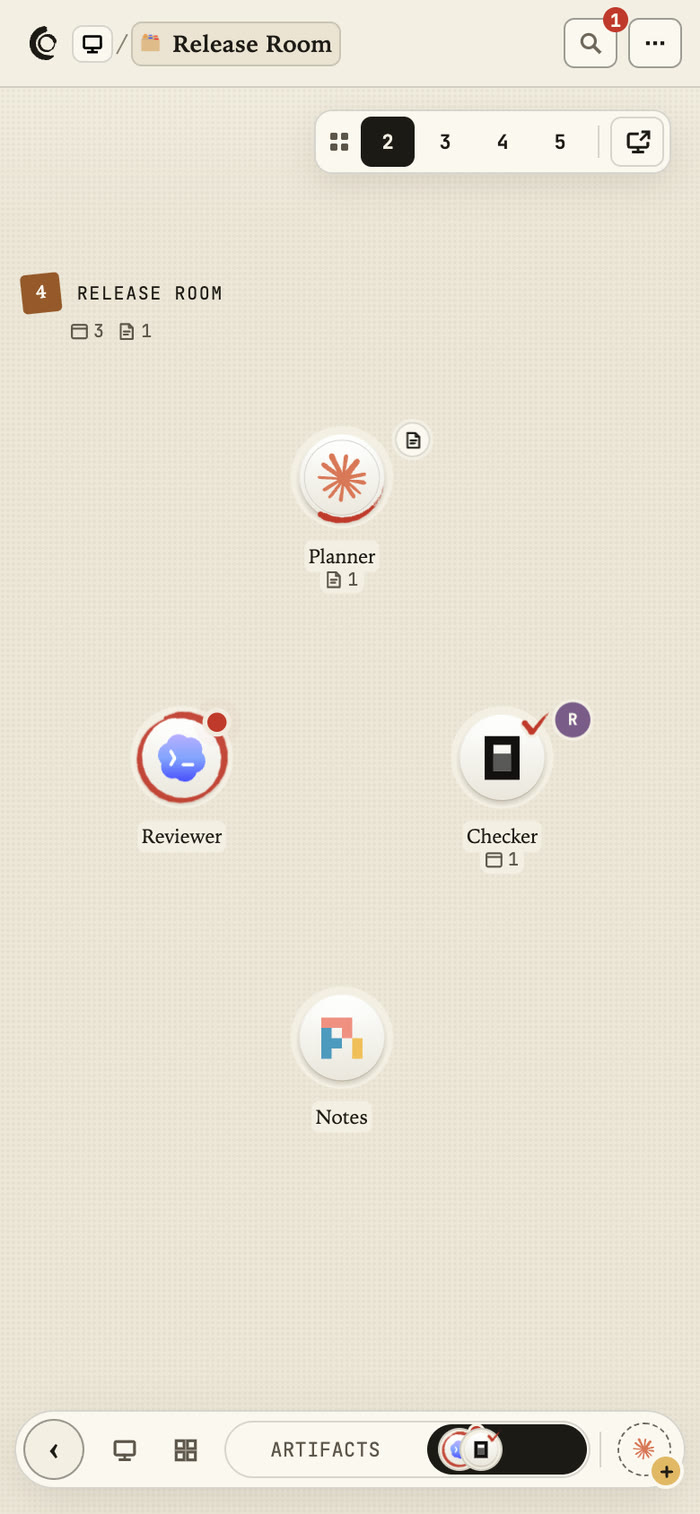 / Release Room
1
2 3 4 5
4 RELEASE ROOM
3 1
Planner
1
R
Reviewer
Checker
1
Notes
ARTIFACTS